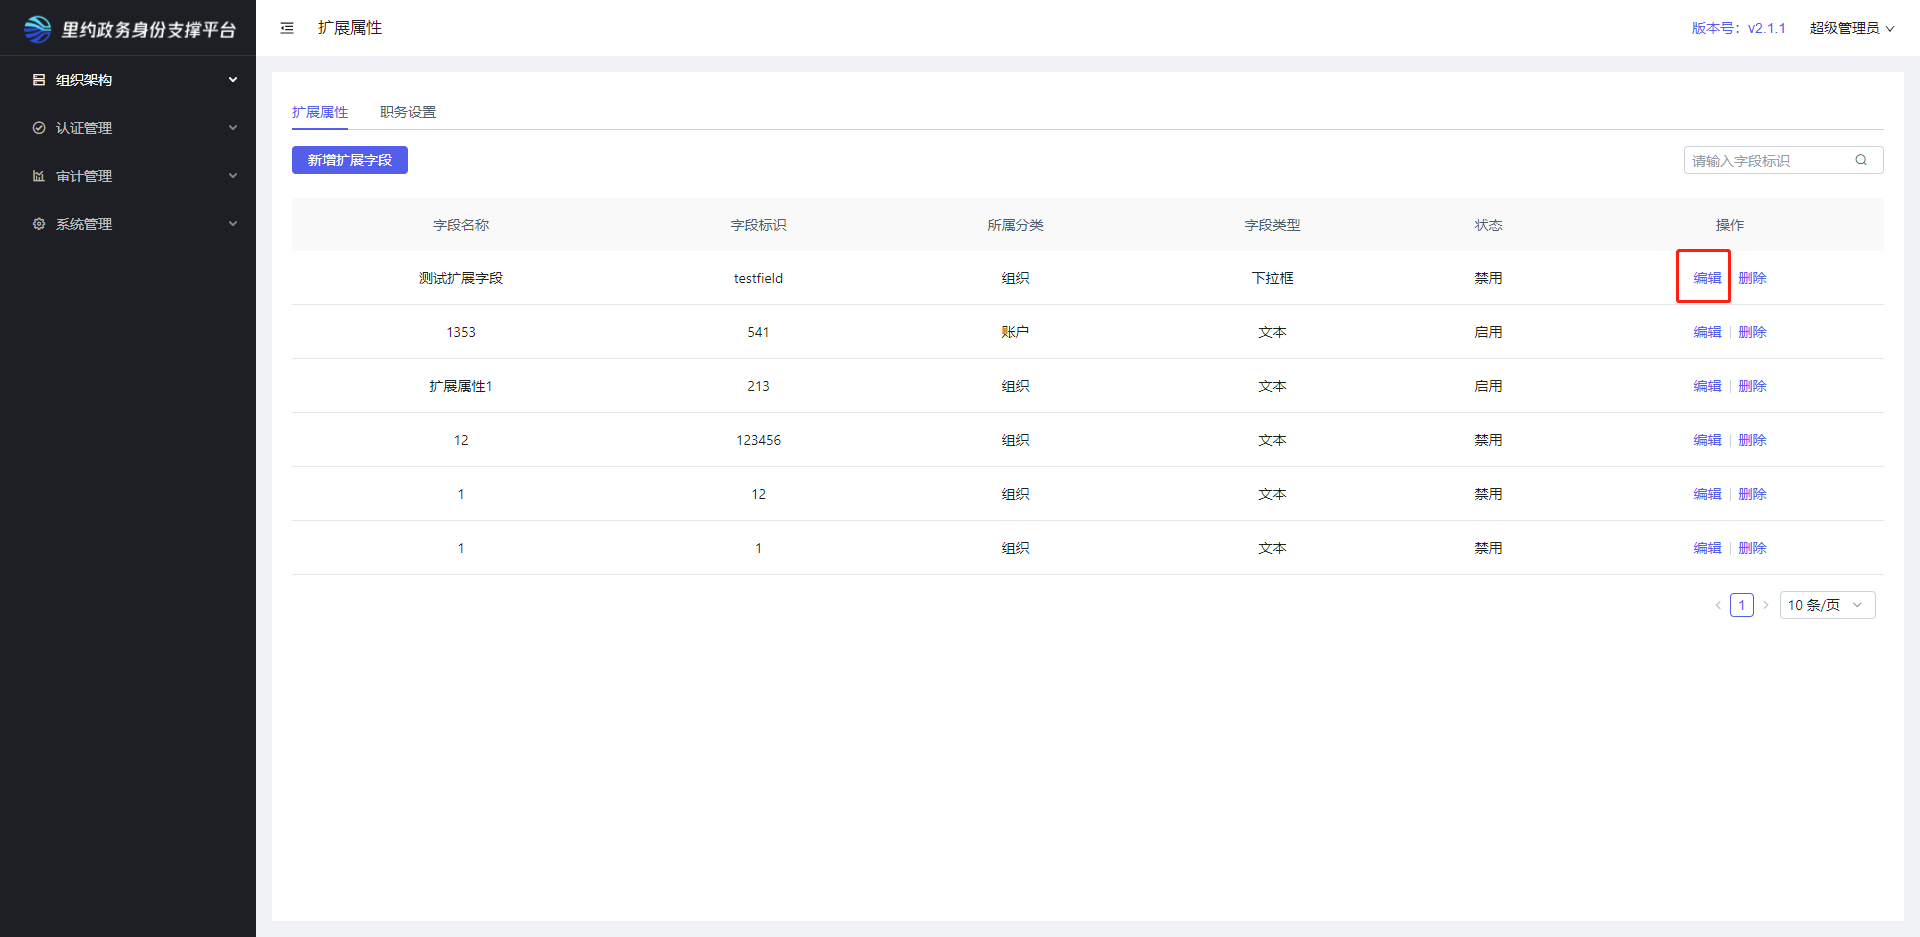 里约政务身份支撑平台
扩展属性
版本号：v2.1.1
超级管理员
组织架构
认证管理
审计管理
系统管理
扩展属性 职务设置
新增扩展字段
请输入字段标识
字段名称 字段标识 所属分类 字段类型 状态 操作
测试扩展字段 testfield 组织 下拉框 禁用 编辑 删除
1353 541 账户 文本 启用 编辑 删除
扩展属性1 213 组织 文本 启用 编辑 删除
12 123456 组织 文本 禁用 编辑 删除
1 12 组织 文本 禁用 编辑 删除
1 1 组织 文本 禁用 编辑 删除
1 10 条/页